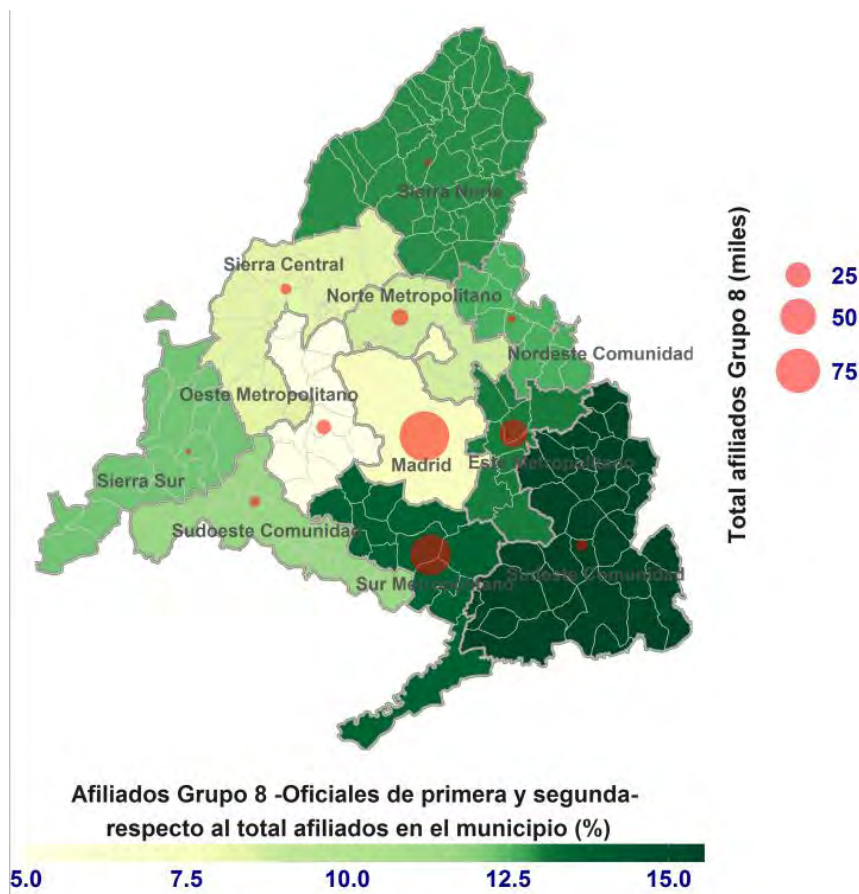 Sierra Norte
Sierra Central
Norte Metropolitano
Nordeste Comunidad
Oeste Metropolitano
Madrid
Este Metropolitano
Sierra Sur
Sudoeste Comunidad
Sur Metropolitano
Sudeste Comunidad
Total afiliados Grupo 8 (miles)
25
50
75
Afiliados Grupo 8 -Oficiales de primera y segunda-
respecto al total afiliados en el municipio (%)
5.0 7.5 10.0 12.5 15.0